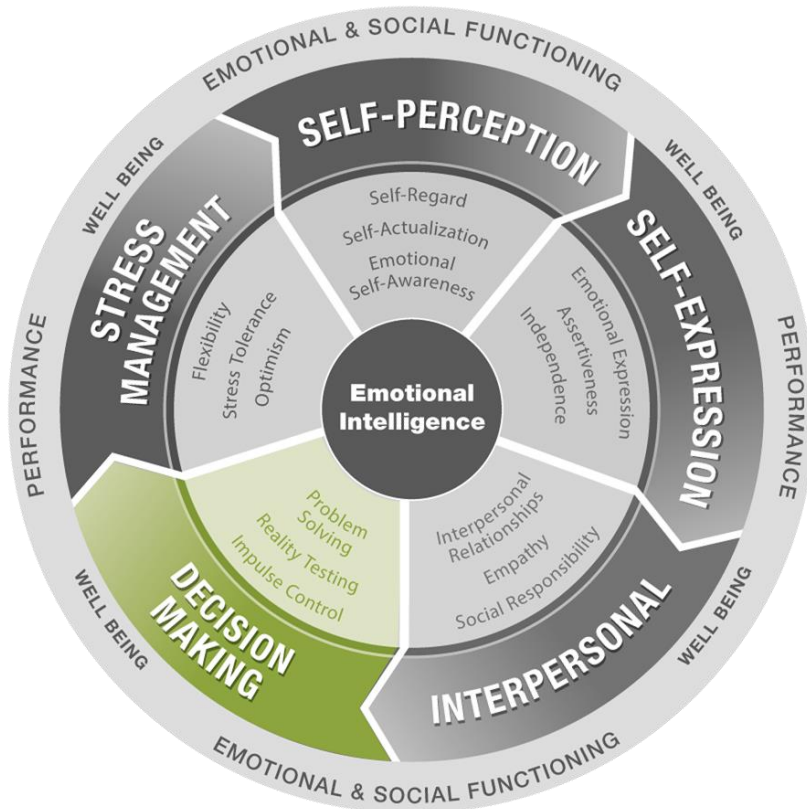 EMOTIONAL & SOCIAL FUNCTIONING
WELL BEING
PERFORMANCE
WELL BEING
EMOTIONAL & SOCIAL FUNCTIONING
WELL BEING
PERFORMANCE
WELL BEING
SELF-PERCEPTION
Self-Regard
Self-Actualization
Emotional
Self-Awareness
SELF-EXPRESSION
Emotional Expression
Assertiveness
Independence
INTERPERSONAL
Interpersonal
Relationships
Empathy
Social Responsibility
DECISION
MAKING
Problem
Solving
Reality Testing
Impulse Control
STRESS
MANAGEMENT
Flexibility
Stress Tolerance
Optimism
Emotional
Intelligence